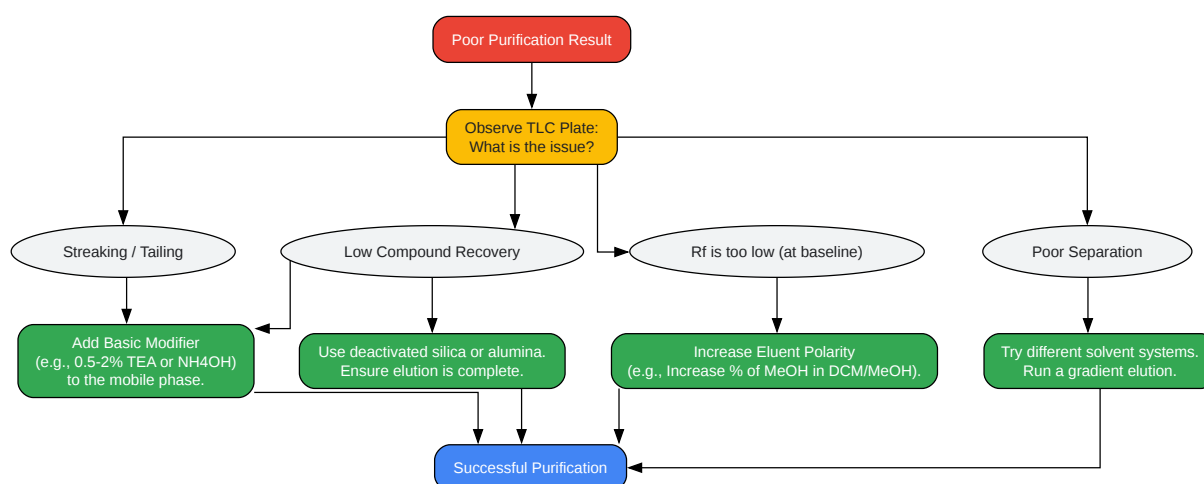 Poor Purification Result
Observe TLC Plate:
What is the issue?
Streaking / Tailing
Low Compound Recovery
Rf is too low (at baseline)
Poor Separation
Add Basic Modifier
(e.g., 0.5-2% TEA or NH4OH)
to the mobile phase.
Use deactivated silica or alumina.
Ensure elution is complete.
Increase Eluent Polarity
(e.g., Increase % of MeOH in DCM/MeOH).
Try different solvent systems.
Run a gradient elution.
Successful Purification